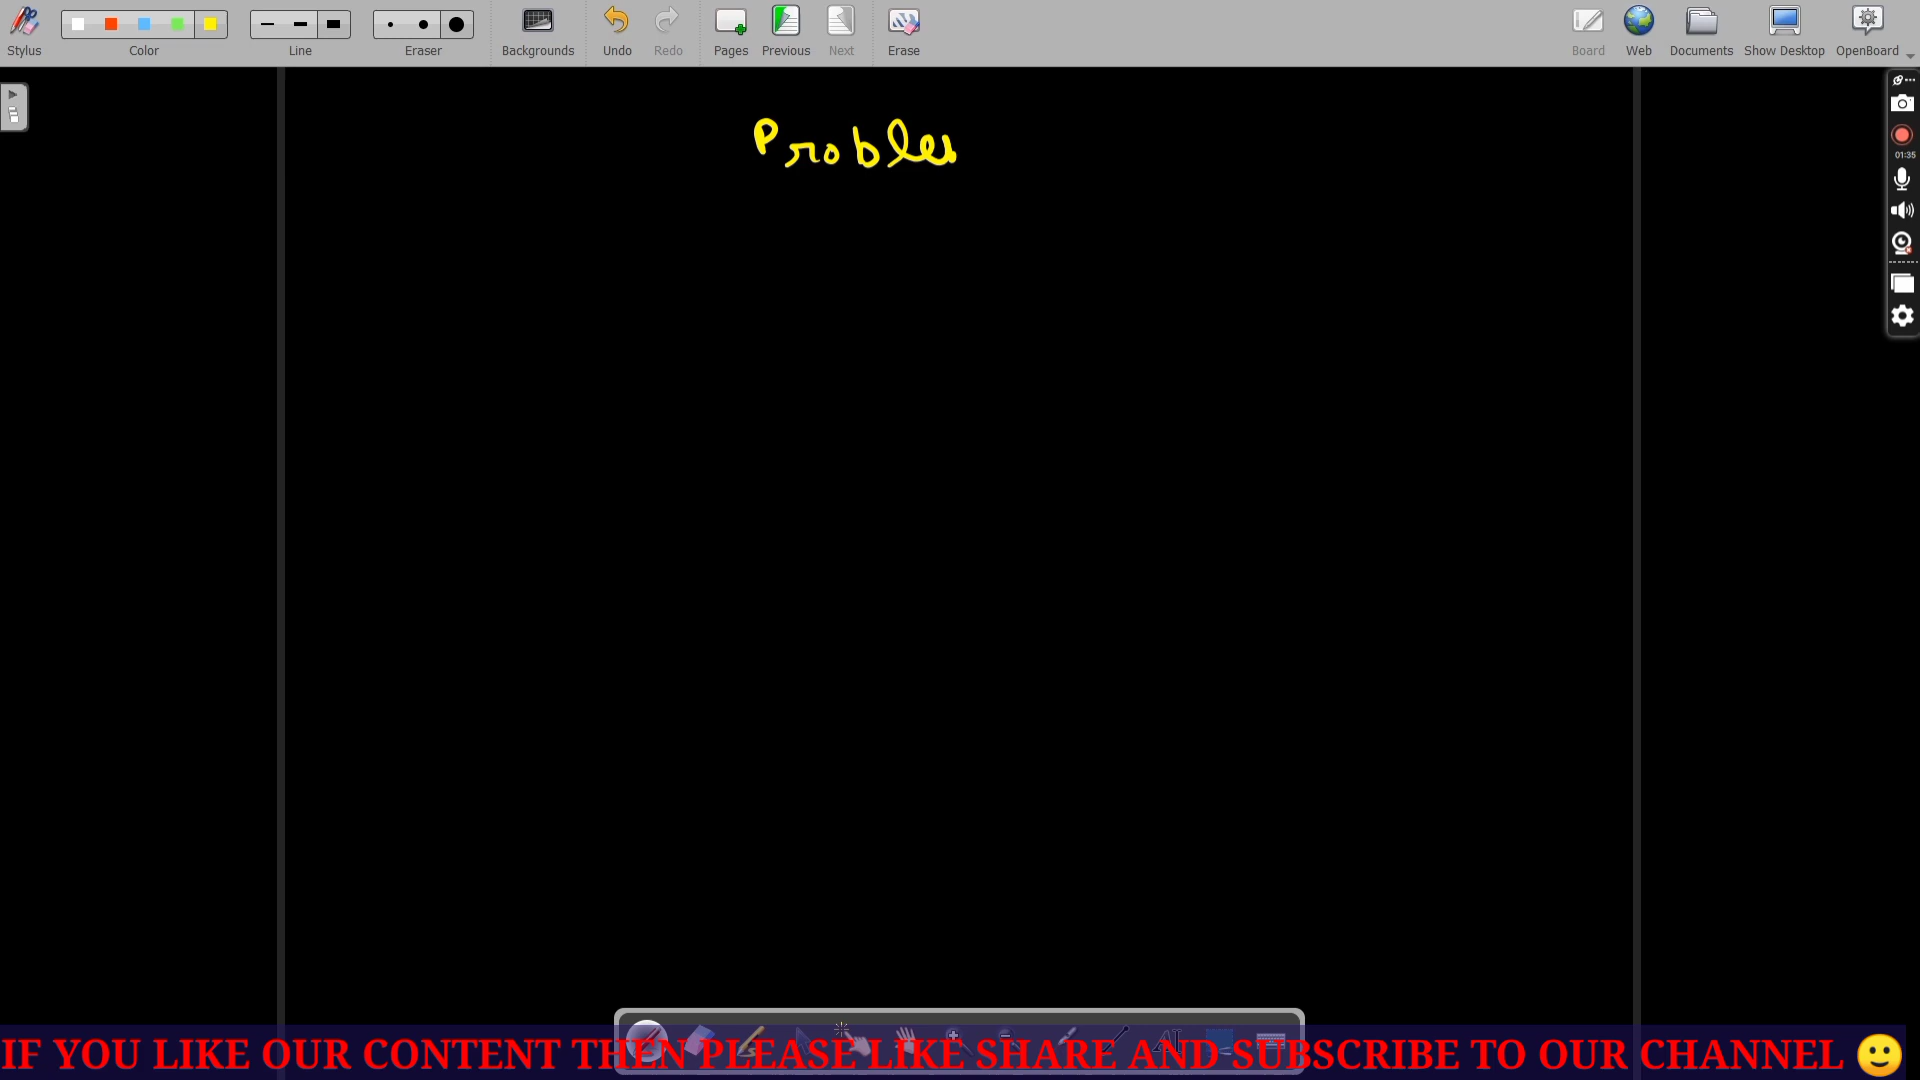 Stylus Color Line Eraser Backgrounds Undo Redo Pages Previous Next Erase Board Web Documents Show Desktop OpenBoard
01:35
IF YOU LIKE OUR CONTENT THEN PLEASE LIKE SHARE AND SUBSCRIBE TO OUR CHANNEL 🙂